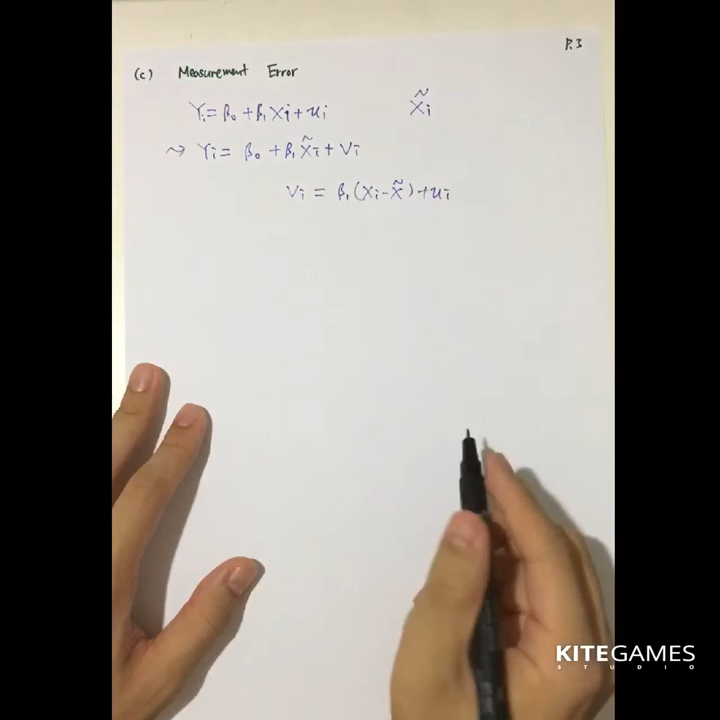 P.3
(c) Measurement Error
Yi = β₀ + β₁Xi + ui X̃i
⇝ Yi = β₀ + β₁X̃i + Vi
Vi = β₁(Xi - X̃) + ui
KITEGAMES
STUDIO